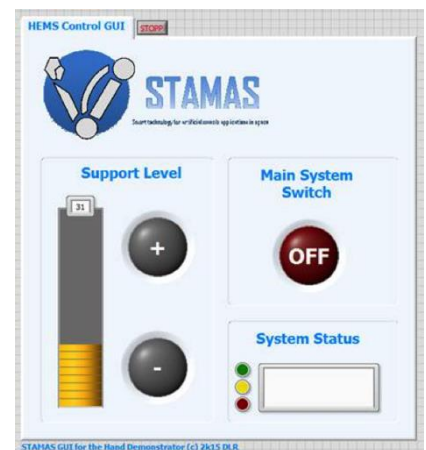 HEMS Control GUI
STOPP!
STAMAS
Smart technology for artificial muscle applications in space
Support Level
31
+
-
Main System
Switch
OFF
System Status
STAMAS GUI for the Hand Demonstrator (c) 2k15 DLR